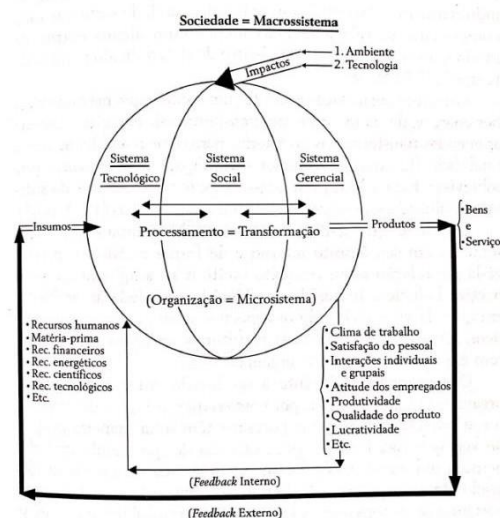 Sociedade = Macrossistema
1. Ambiente
2. Tecnologia
Impactos
Sistema
Tecnológico
Sistema
Social
Sistema
Gerencial
Insumos
Processamento = Transformação
Produtos
• Bens
e
• Serviço
(Organização = Microsistema)
• Recursos humanos
• Matéria-prima
• Rec. financeiros
• Rec. energéticos
• Rec. científicos
• Rec. tecnológicos
• Etc.
• Clima de trabalho
• Satisfação do pessoal
• Interações individuais
e grupais
• Atitude dos empregados
• Produtividade
• Qualidade do produto
• Lucratividade
• Etc.
(Feedback Interno)
(Feedback Externo)